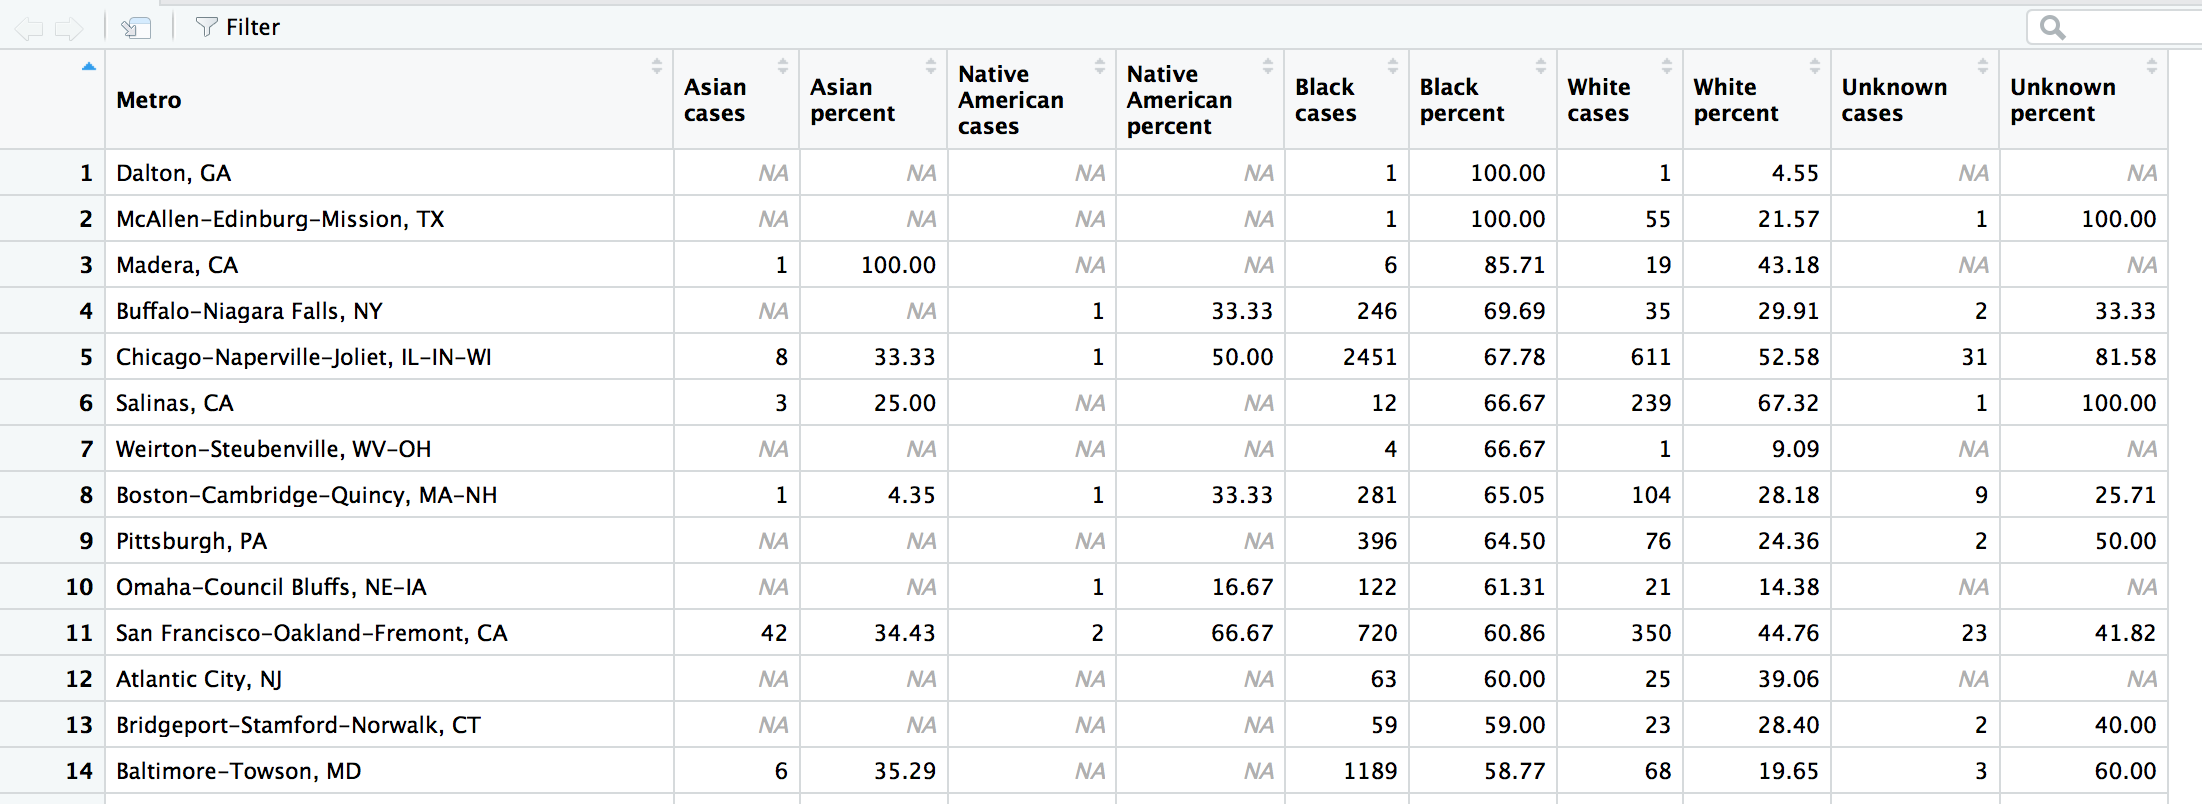 Filter
Metro Asian cases Asian percent Native American cases Native American percent Black cases Black percent White cases White percent Unknown cases Unknown percent
1 Dalton, GA NA NA NA NA 1 100.00 1 4.55 NA NA
2 McAllen-Edinburg-Mission, TX NA NA NA NA 1 100.00 55 21.57 1 100.00
3 Madera, CA 1 100.00 NA NA 6 85.71 19 43.18 NA NA
4 Buffalo-Niagara Falls, NY NA NA 1 33.33 246 69.69 35 29.91 2 33.33
5 Chicago-Naperville-Joliet, IL-IN-WI 8 33.33 1 50.00 2451 67.78 611 52.58 31 81.58
6 Salinas, CA 3 25.00 NA NA 12 66.67 239 67.32 1 100.00
7 Weirton-Steubenville, WV-OH NA NA NA NA 4 66.67 1 9.09 NA NA
8 Boston-Cambridge-Quincy, MA-NH 1 4.35 1 33.33 281 65.05 104 28.18 9 25.71
9 Pittsburgh, PA NA NA NA NA 396 64.50 76 24.36 2 50.00
10 Omaha-Council Bluffs, NE-IA NA NA 1 16.67 122 61.31 21 14.38 NA NA
11 San Francisco-Oakland-Fremont, CA 42 34.43 2 66.67 720 60.86 350 44.76 23 41.82
12 Atlantic City, NJ NA NA NA NA 63 60.00 25 39.06 NA NA
13 Bridgeport-Stamford-Norwalk, CT NA NA NA NA 59 59.00 23 28.40 2 40.00
14 Baltimore-Towson, MD 6 35.29 NA NA 1189 58.77 68 19.65 3 60.00